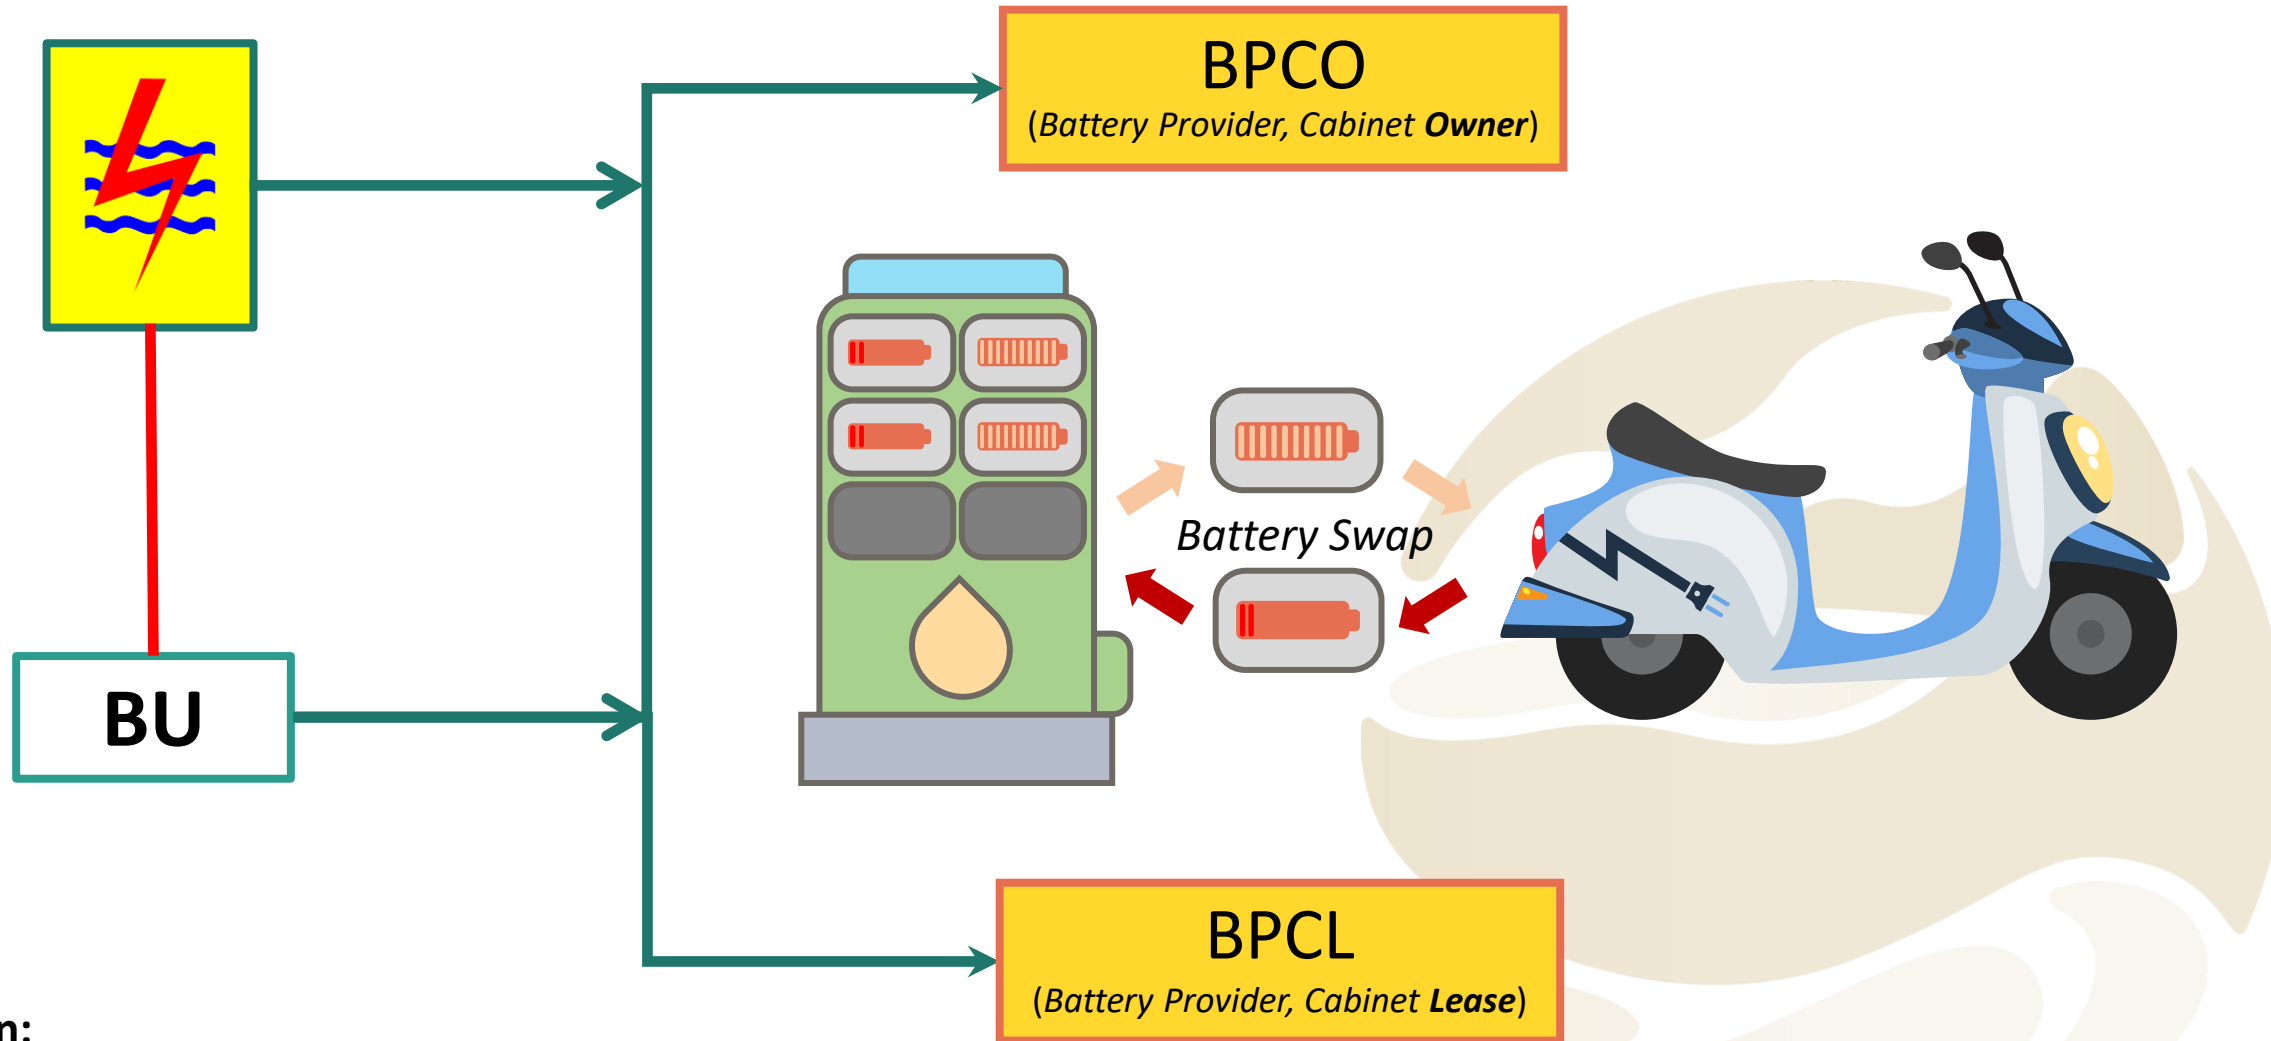 BPCO
(Battery Provider, Cabinet Owner)
Battery Swap
BU
BPCL
(Battery Provider, Cabinet Lease)
n: